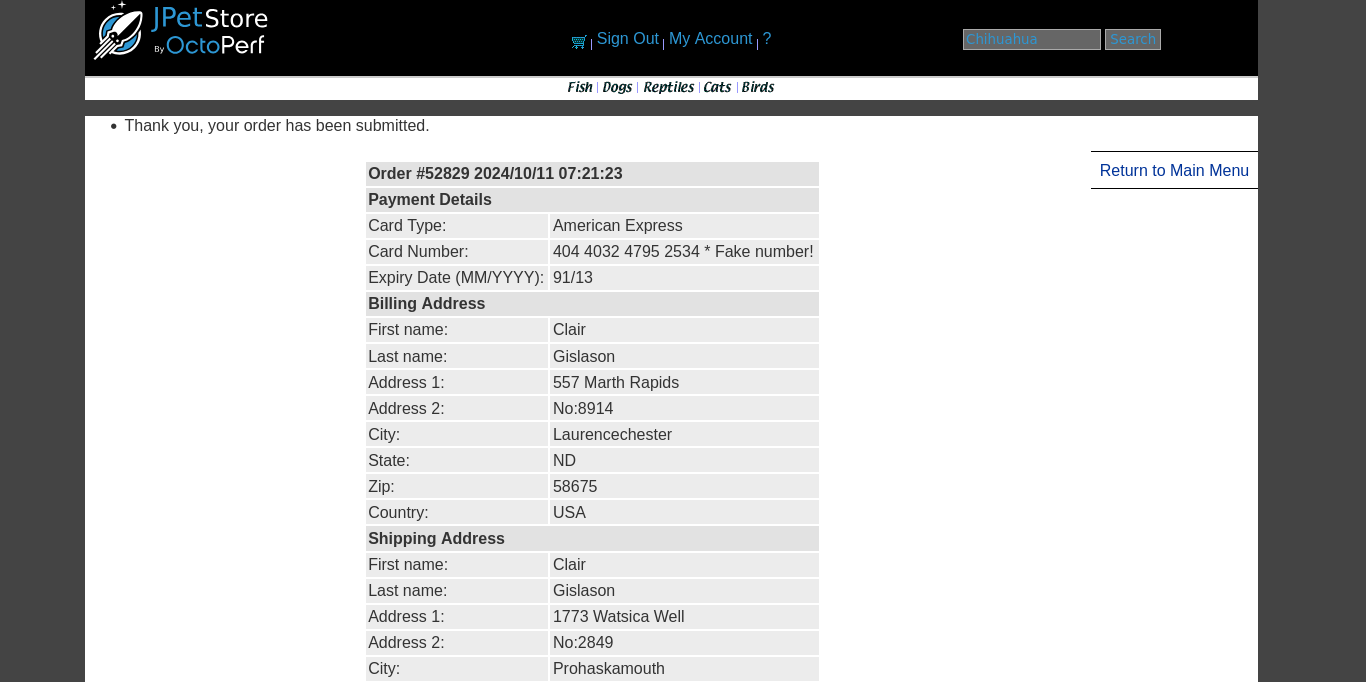 JPetStore
By OctoPerf
Sign Out My Account ?
Chihuahua Search
Fish Dogs Reptiles Cats Birds
• Thank you, your order has been submitted.
Return to Main Menu
Order #52829 2024/10/11 07:21:23
Payment Details
Card Type: American Express
Card Number: 404 4032 4795 2534 * Fake number!
Expiry Date (MM/YYYY): 91/13
Billing Address
First name: Clair
Last name: Gislason
Address 1: 557 Marth Rapids
Address 2: No:8914
City: Laurencechester
State: ND
Zip: 58675
Country: USA
Shipping Address
First name: Clair
Last name: Gislason
Address 1: 1773 Watsica Well
Address 2: No:2849
City: Prohaskamouth